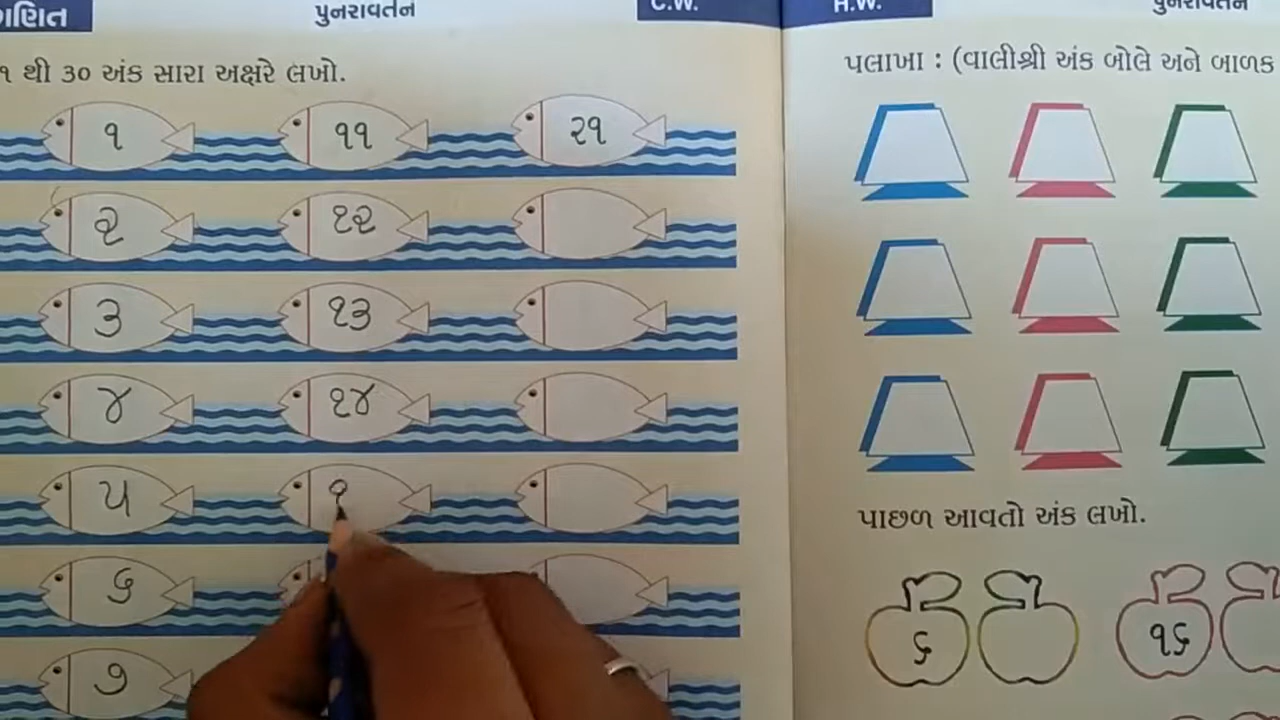 ગણિત
પુનરાવર્તન
C.W.
૧ થી ૩૦ અંક સારા અક્ષરે લખો.
૧ ૧૧ ૨૧
૨ ૧૨
૩ ૧૩
૪ ૧૪
૫ ૧
૬
૭
H.W.
પુનરાવર્તન
પલાખા : (વાલીશ્રી અંક બોલે અને બાળક
પાછળ આવતો અંક લખો.
૬ ૧૬